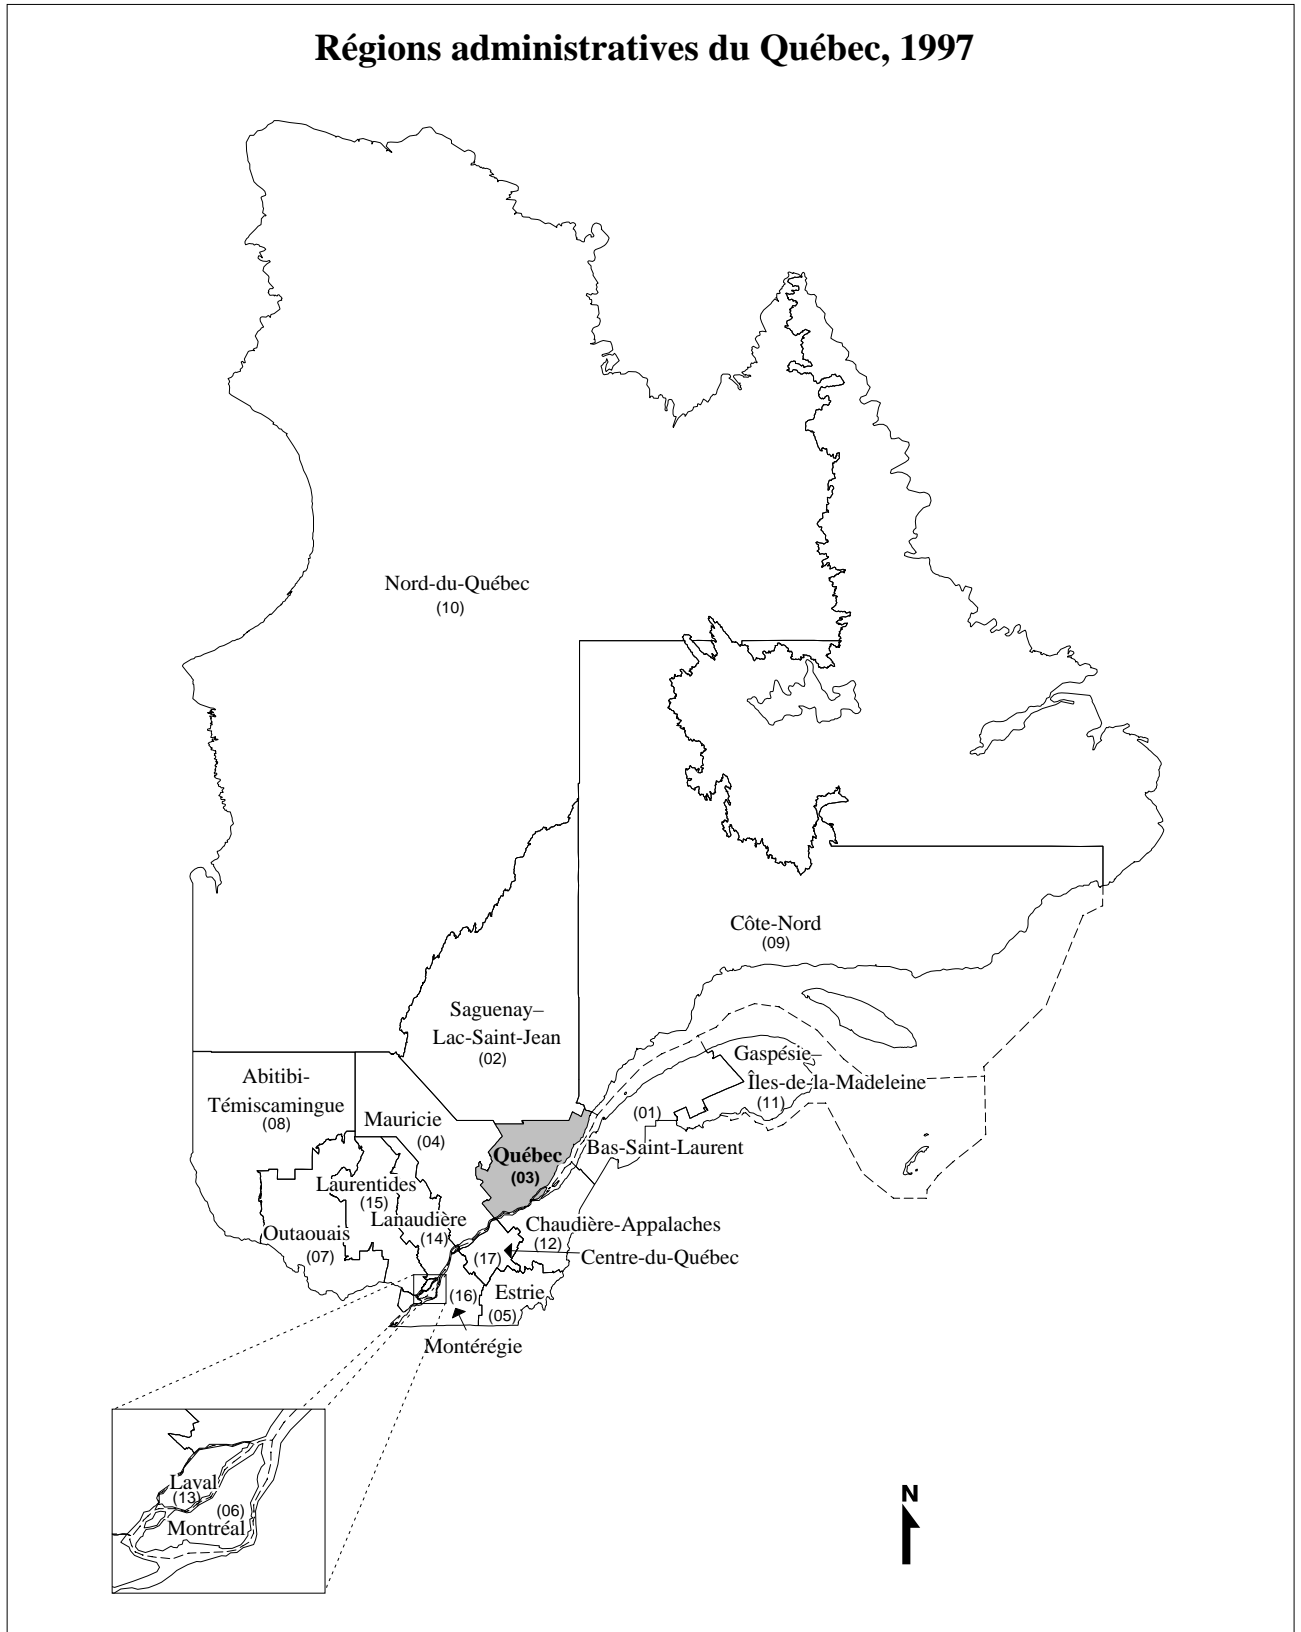 Régions administratives du Québec, 1997
Nord-du-Québec
(10)
Côte-Nord
(09)
Saguenay–
Lac-Saint-Jean
(02)
Gaspésie–
Îles-de-la-Madeleine
(11)
Abitibi-
Témiscamingue
(08)
Mauricie
(04)
(01)
Bas-Saint-Laurent
Québec
(03)
Laurentides
(15)
Lanaudière
(14)
Outaouais
(07)
Chaudière-Appalaches
(12)
Centre-du-Québec
(17)
Estrie
(05)
(16)
Montérégie
Laval
(13)
(06)
Montréal
N